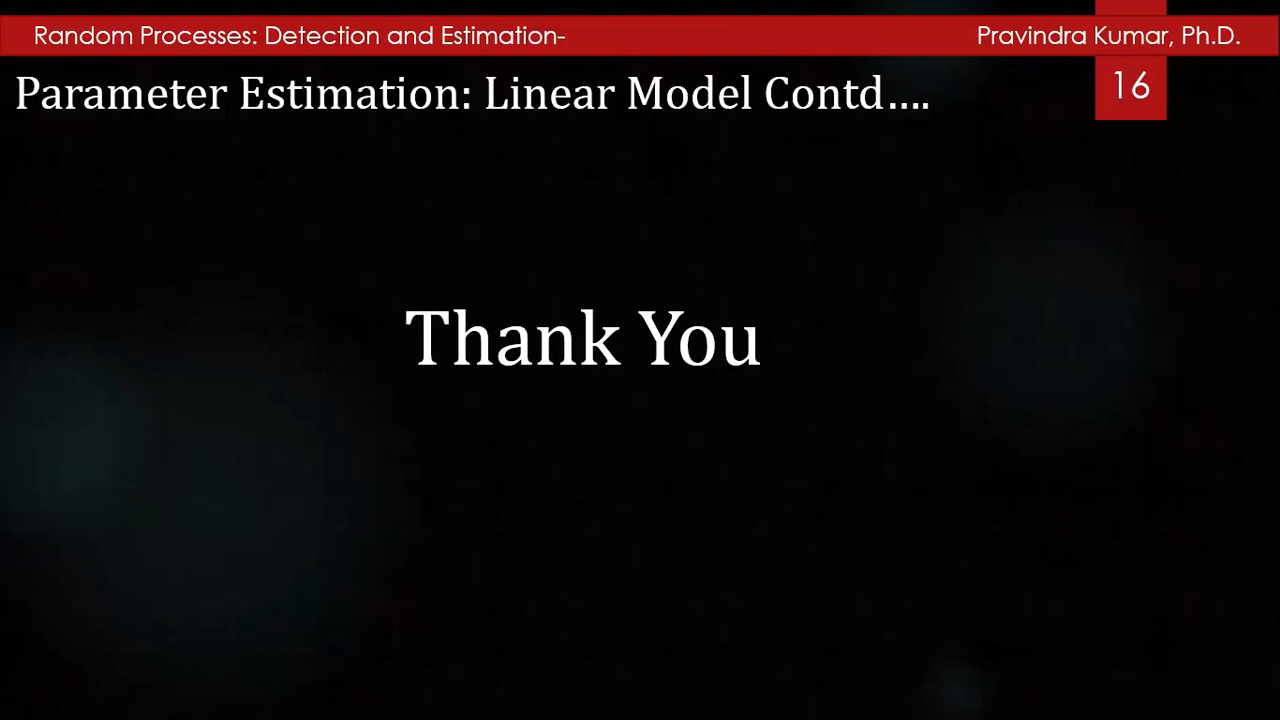 Random Processes: Detection and Estimation-
Pravindra Kumar, Ph.D.
Parameter Estimation: Linear Model Contd....
16
Thank You